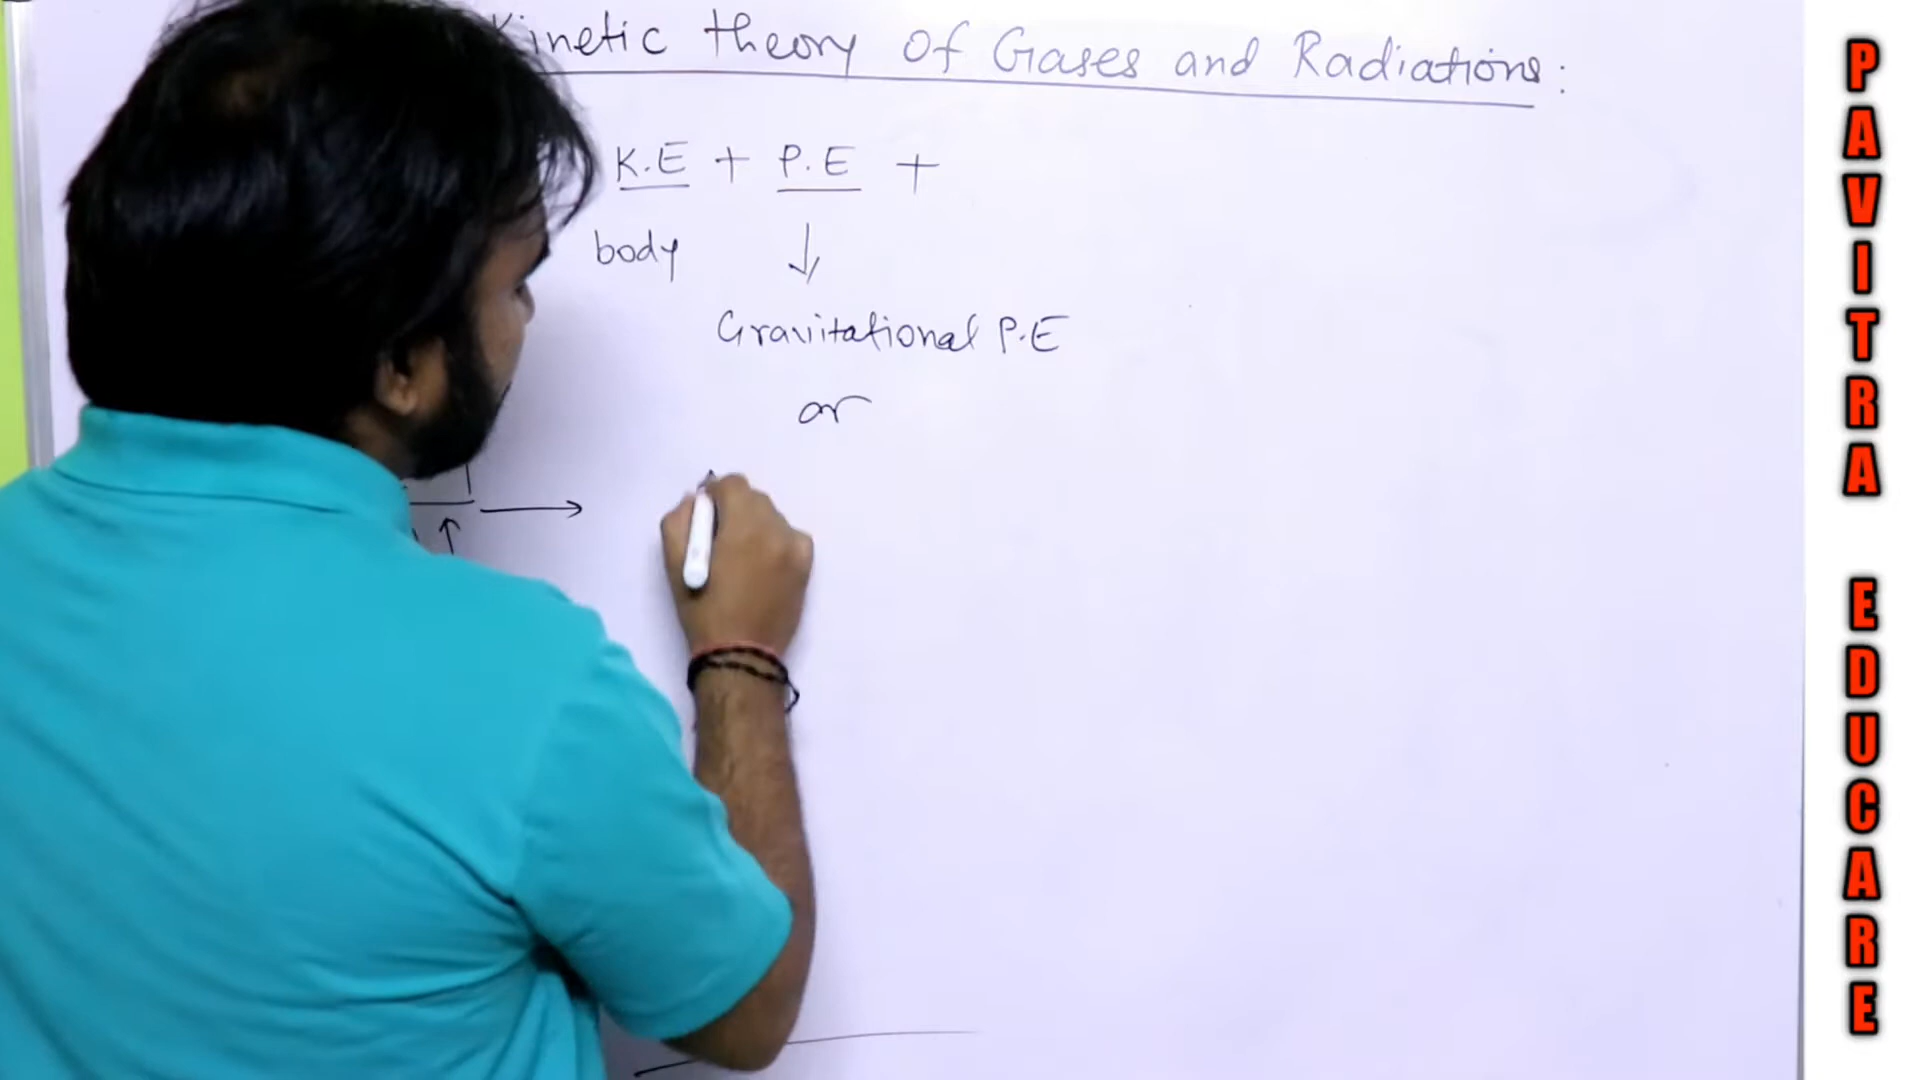 Kinetic theory of Gases and Radiations:
K.E + P.E +
body
Gravitational P.E
or
PAVITRA EDUCARE